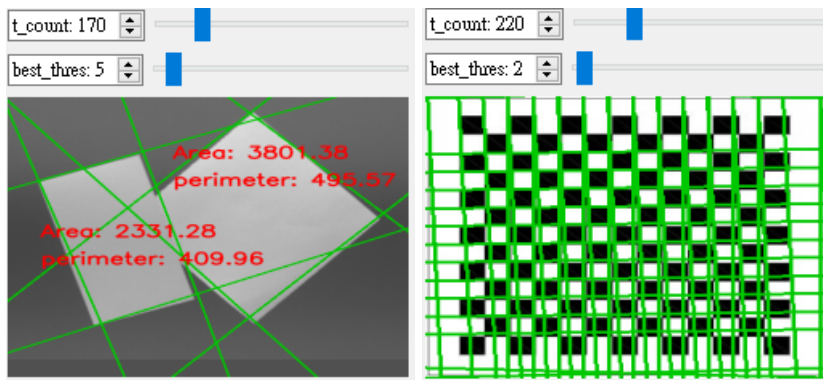 t_count: 170
best_thres: 5
Area: 3801.38
perimeter: 495.57
Area: 2331.28
perimeter: 409.96
t_count: 220
best_thres: 2